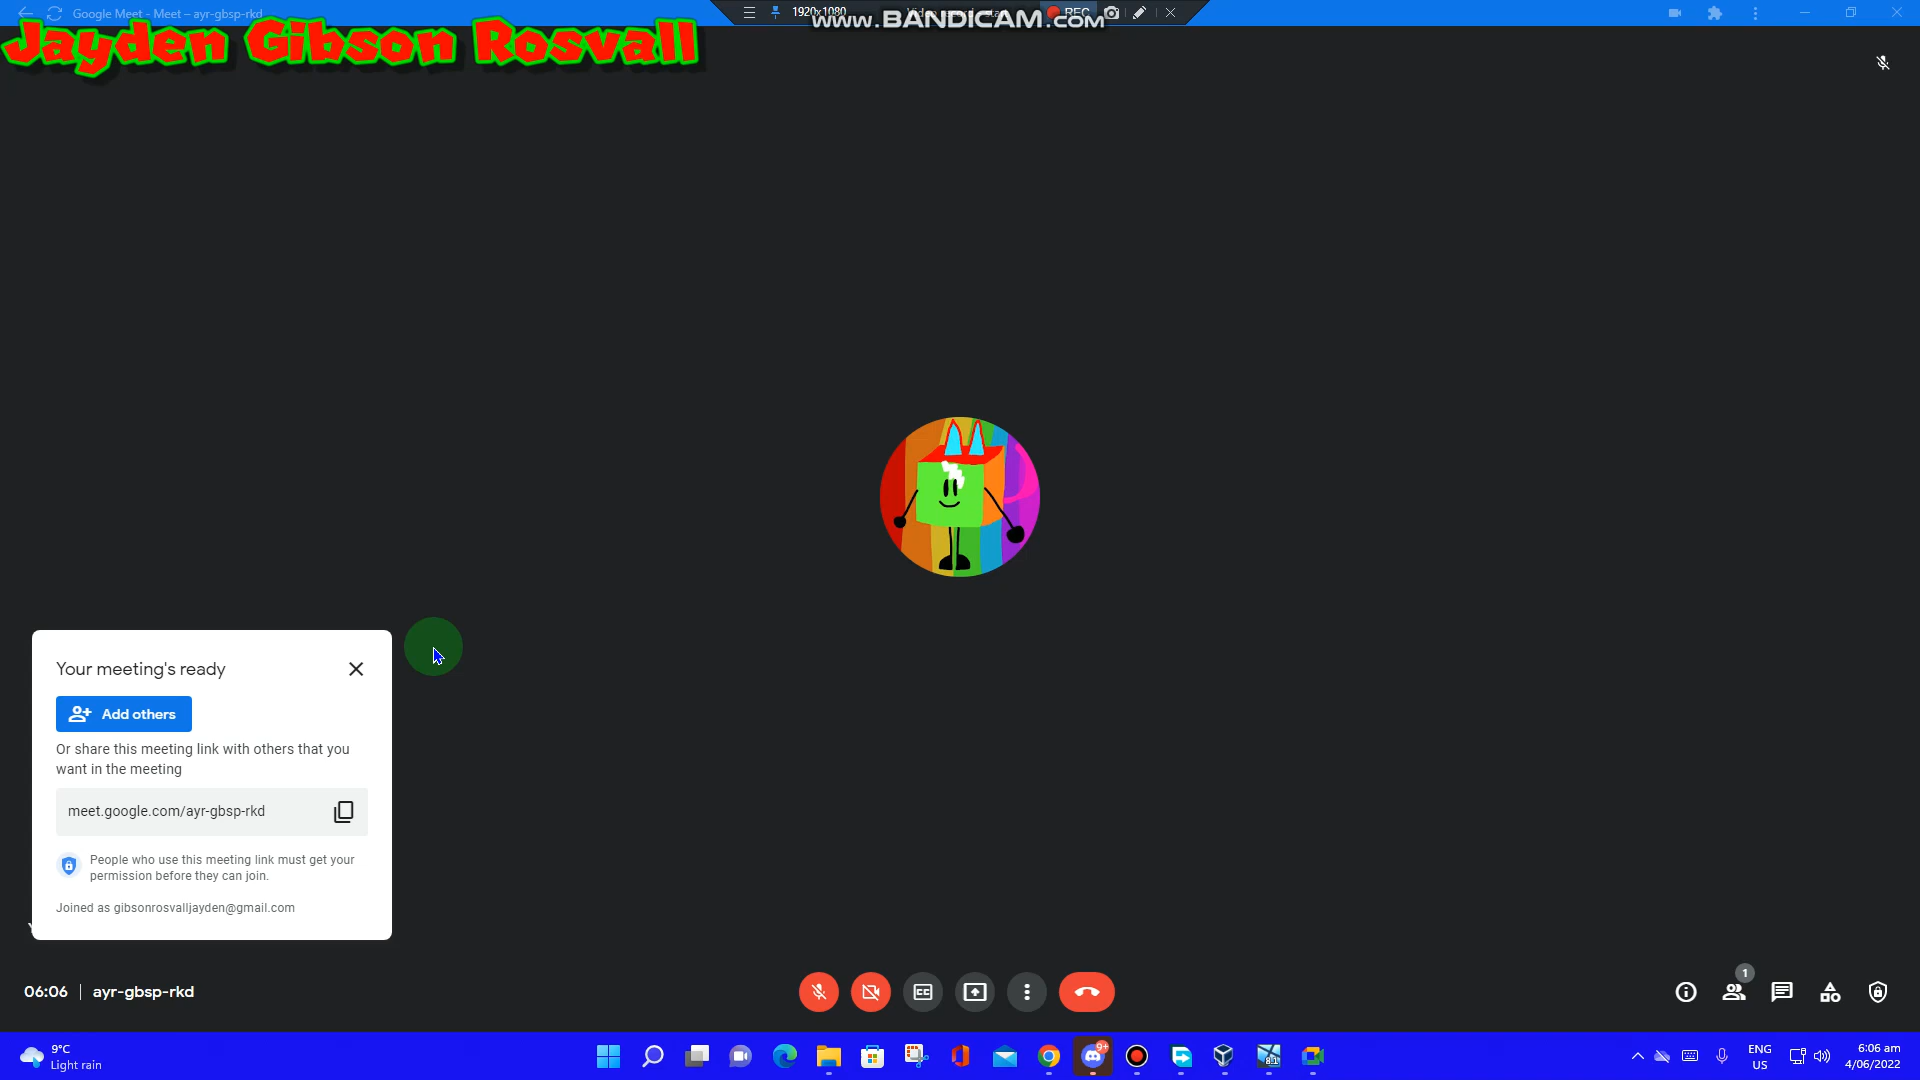 Google Meet - Meet – ayr-gbsp-rkd
1920x1080
REC
www.BANDICAM.com
Jayden Gibson Rosvall
Your meeting's ready
Add others
Or share this meeting link with others that you
want in the meeting
meet.google.com/ayr-gbsp-rkd
People who use this meeting link must get your
permission before they can join.
Joined as gibsonrosvalljayden@gmail.com
06:06 | ayr-gbsp-rkd
1
9°C
Light rain
9+
ENG
US
6:06 am
4/06/2022